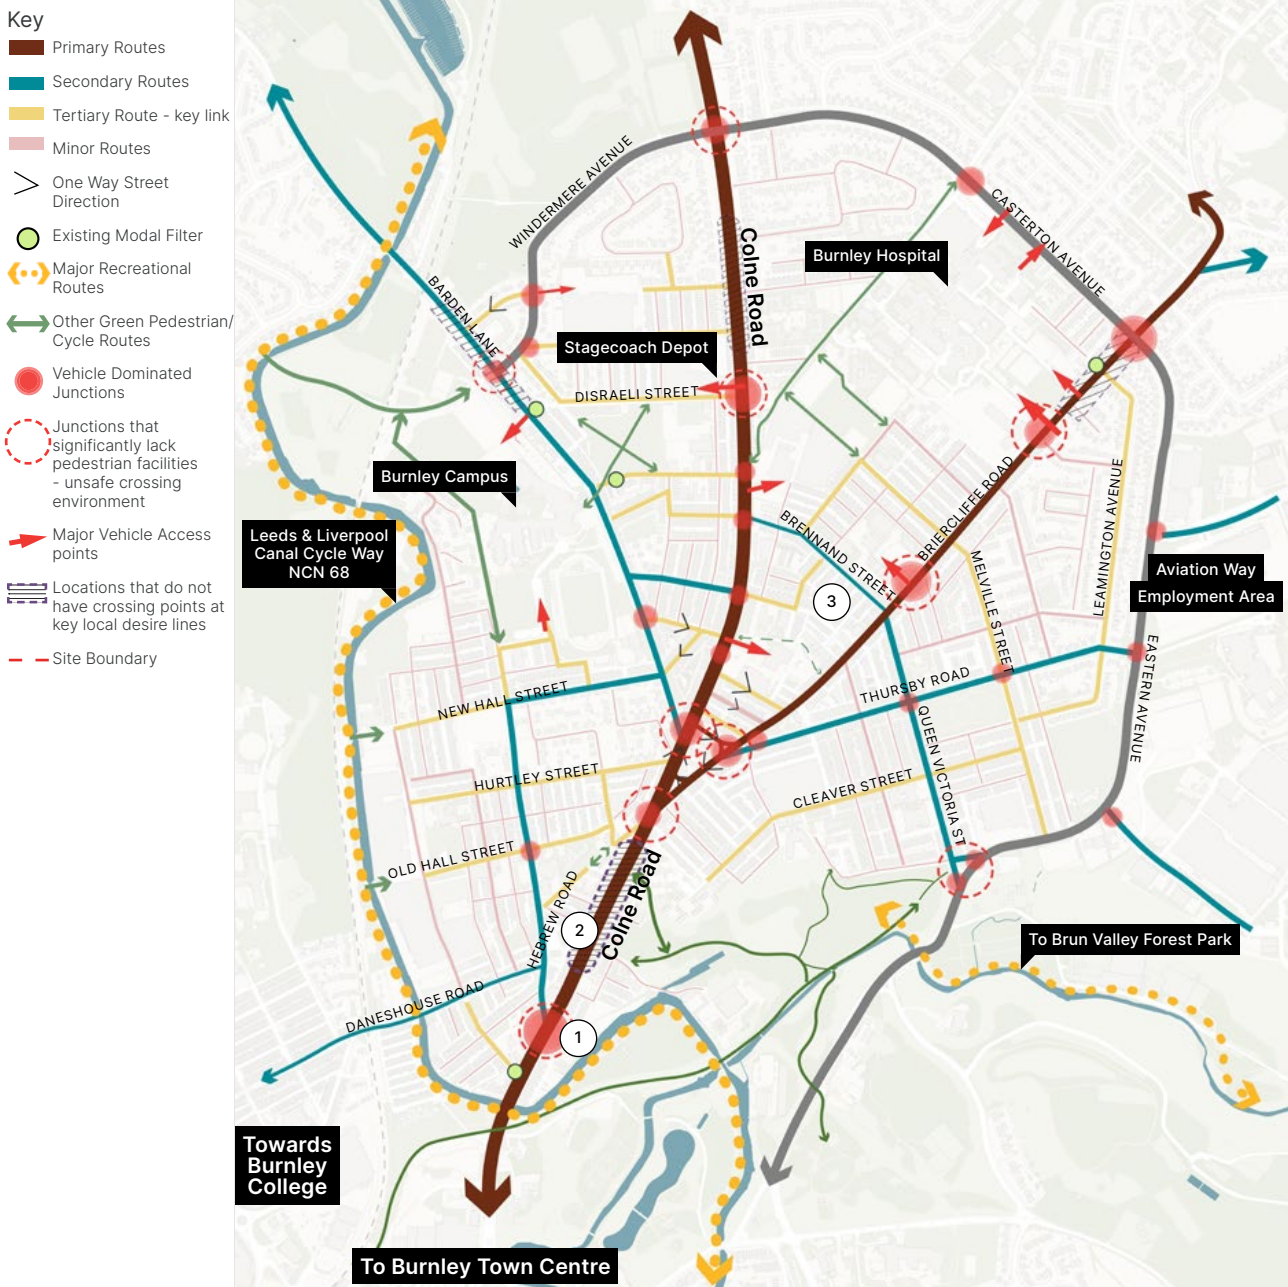 Key
Primary Routes
Secondary Routes
Tertiary Route - key link
Minor Routes
One Way Street
Direction
Existing Modal Filter
Major Recreational
Routes
Other Green Pedestrian/
Cycle Routes
Vehicle Dominated
Junctions
Junctions that
significantly lack
pedestrian facilities
- unsafe crossing
environment
Major Vehicle Access
points
Locations that do not
have crossing points at
key local desire lines
Site Boundary
WINDERMERE AVENUE
CASTERTON AVENUE
Colne Road
Burnley Hospital
BARDEN LANE
Stagecoach Depot
DISRAELI STREET
Burnley Campus
BRIERCLIFFE ROAD
LEAMINGTON AVENUE
Leeds & Liverpool
Canal Cycle Way
NCN 68
BRENNAND STREET
MELVILLE STREET
Aviation Way
Employment Area
3
EASTERN AVENUE
THURSBY ROAD
NEW HALL STREET
QUEEN VICTORIA ST
HURTLEY STREET
CLEAVER STREET
OLD HALL STREET
HEBREW ROAD
Colne Road
2
To Brun Valley Forest Park
DANESHOUSE ROAD
1
Towards
Burnley
College
To Burnley Town Centre